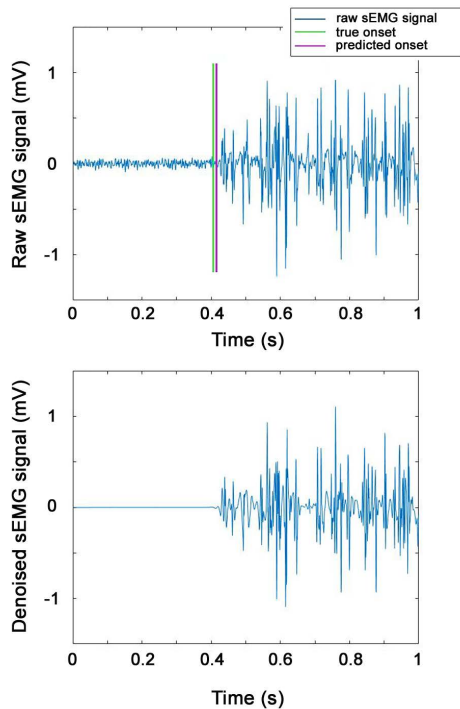 raw sEMG signal
true onset
predicted onset
Raw sEMG signal (mV)
1
0
-1
0
0.2
0.4
0.6
0.8
1
Time (s)
Denoised sEMG signal (mV)
1
0
-1
0
0.2
0.4
0.6
0.8
1
Time (s)